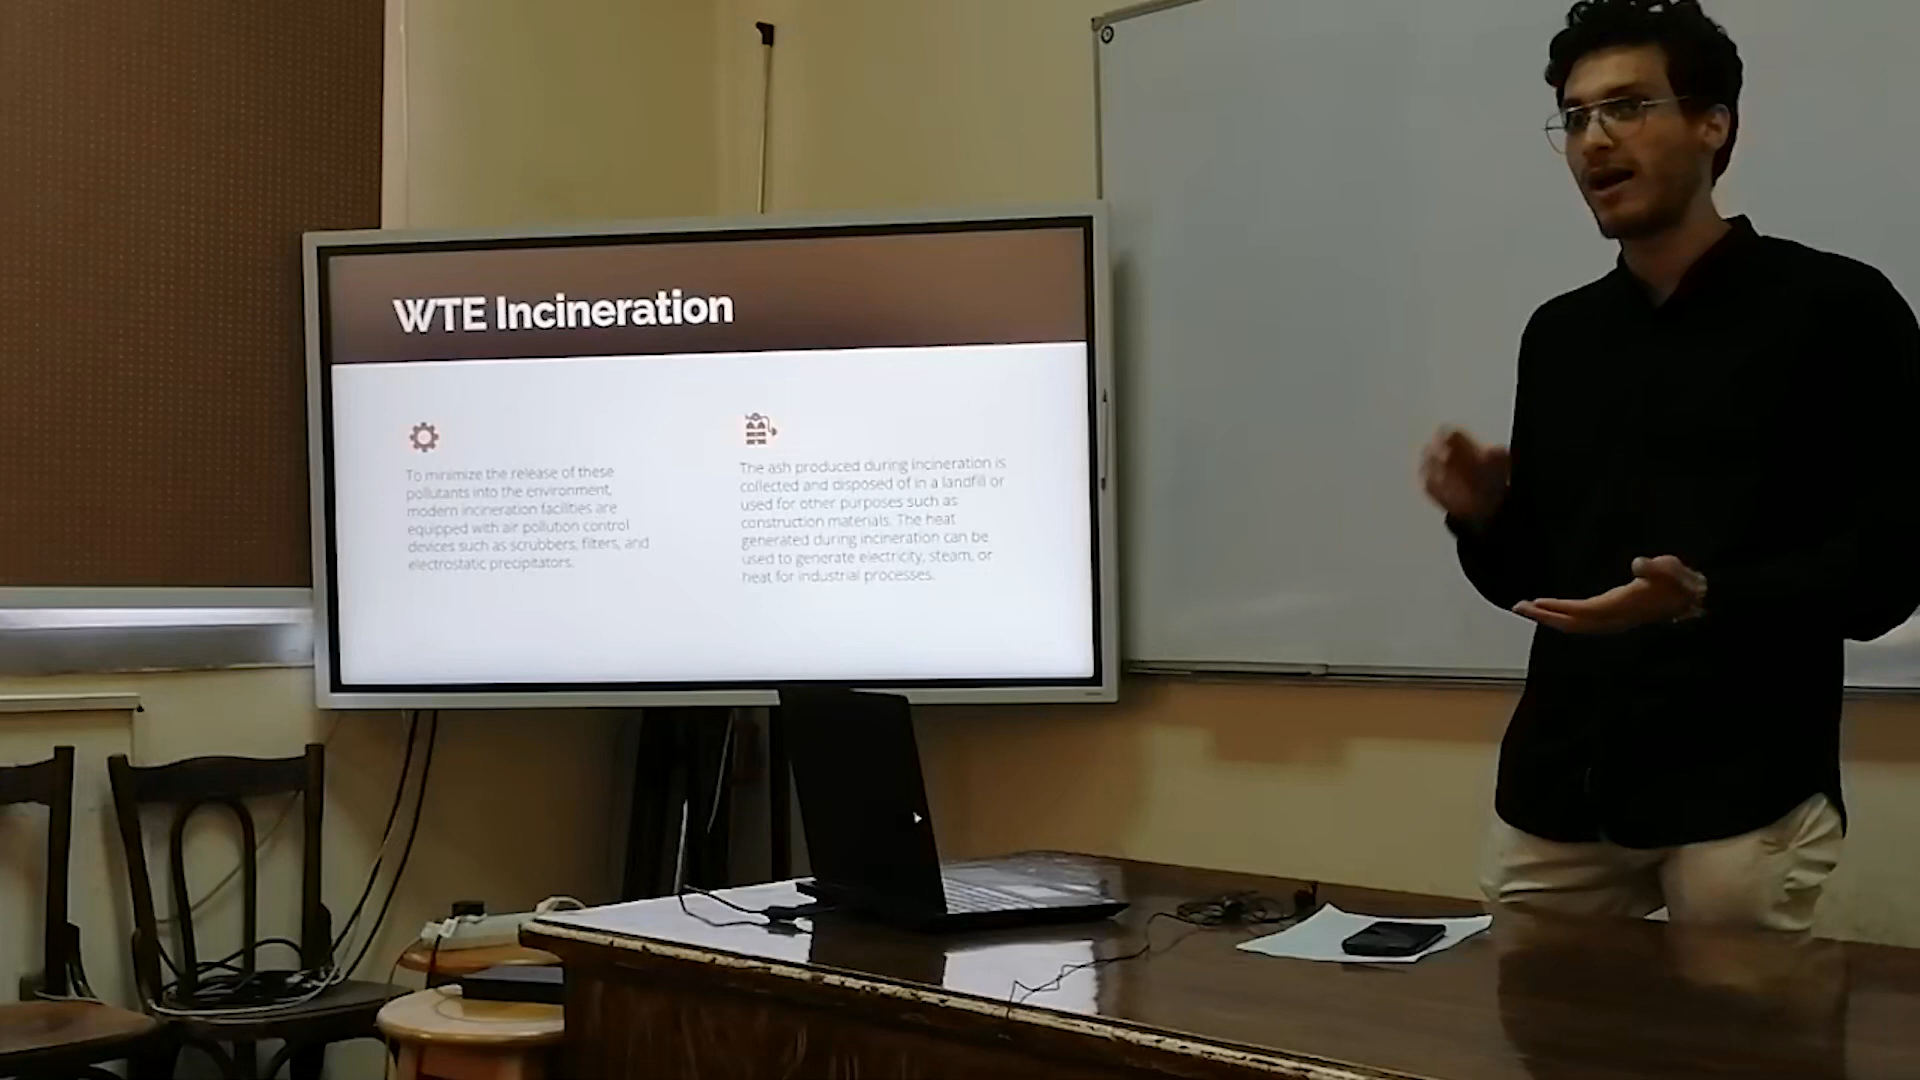 WTE Incineration
To minimize the release of these
pollutants into the environment,
modern incineration facilities are
equipped with air pollution control
devices such as scrubbers, filters, and
electrostatic precipitators.
The ash produced during incineration is
collected and disposed of in a landfill or
used for other purposes such as
construction materials. The heat
generated during incineration can be
used to generate electricity, steam, or
heat for industrial processes.